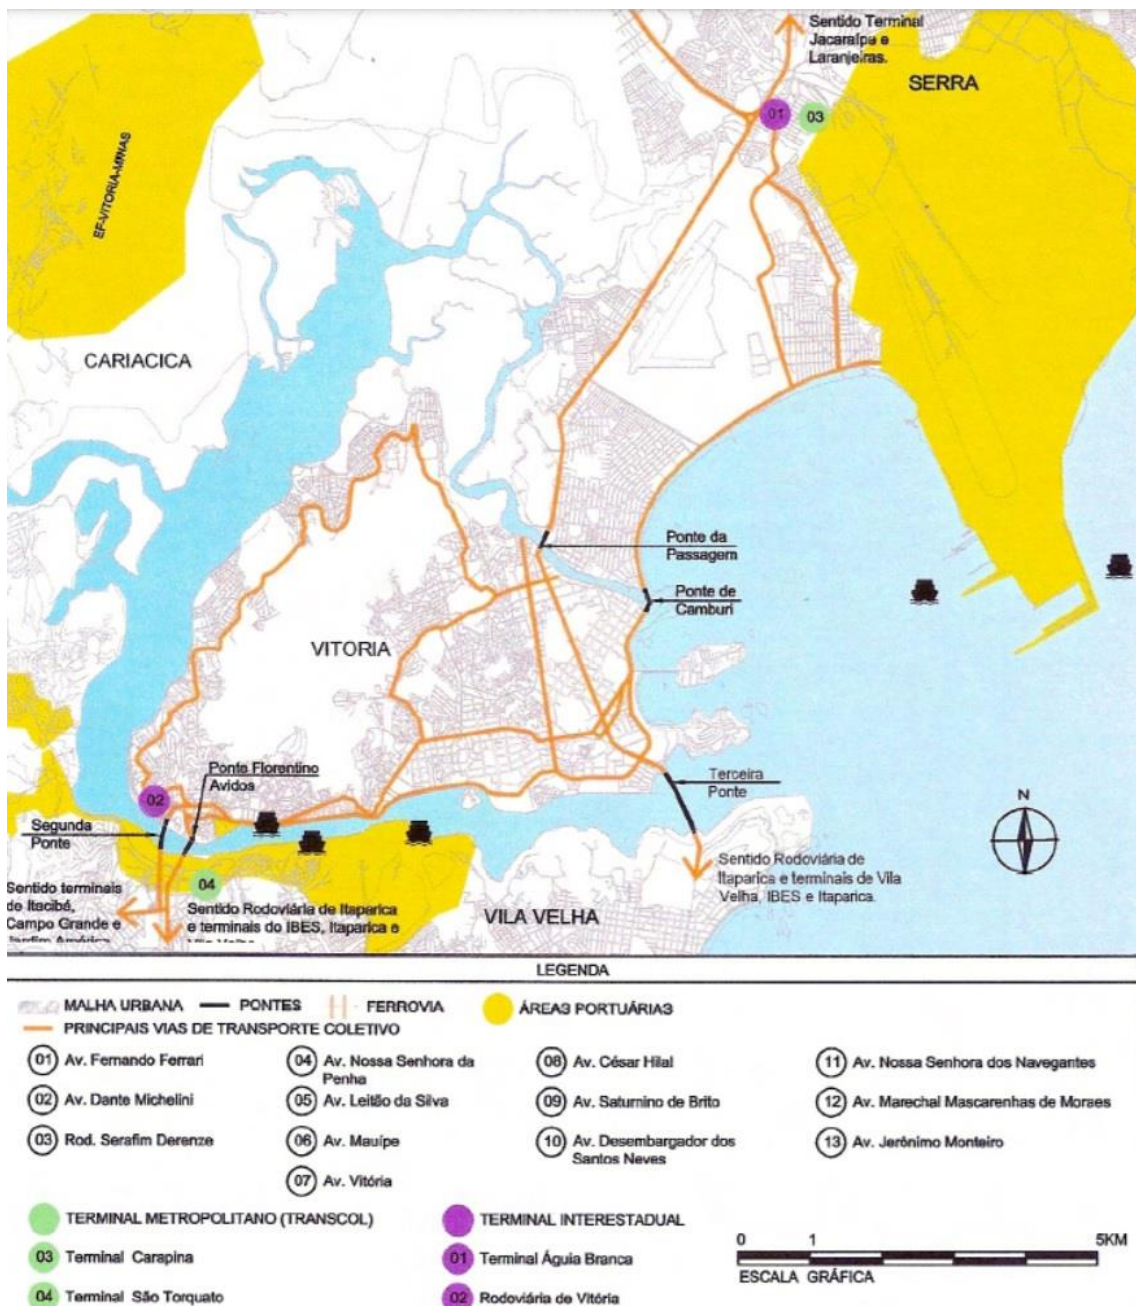 Sentido Terminal
Jacaraípe e
Laranjeiras.
SERRA
01
03
EF-VITORIA-MINAS
CARIACICA
Ponte da
Passagem
Ponte de
Camburi
VITORIA
Ponte Florentino
Avidos
Terceira
Ponte
02
Segunda
Ponte
N
04
Sentido terminais
de Itacibá,
Campo Grande e
Jardim América
Sentido Rodoviária de Itaparica
e terminais do IBES, Itaparica e
VILA VELHA
Sentido Rodoviária de
Itaparica e terminais de Vila
Velha, IBES e Itaparica.
LEGENDA
MALHA URBANA
PONTES
FERROVIA
ÁREAS PORTUÁRIAS
PRINCIPAIS VIAS DE TRANSPORTE COLETIVO
01 Av. Fernando Ferrari
02 Av. Dante Michelini
03 Rod. Serafim Derenze
04 Av. Nossa Senhora da
Penha
05 Av. Leitão da Silva
06 Av. Mauípe
07 Av. Vitória
08 Av. César Hilal
09 Av. Saturnino de Brito
10 Av. Desembargador dos
Santos Neves
11 Av. Nossa Senhora dos Navegantes
12 Av. Marechal Mascarenhas de Moraes
13 Av. Jerônimo Monteiro
TERMINAL METROPOLITANO (TRANSCOL)
03 Terminal Carapina
04 Terminal São Torquato
TERMINAL INTERESTADUAL
01 Terminal Águia Branca
02 Rodoviária de Vitória
0 1 5KM
ESCALA GRÁFICA